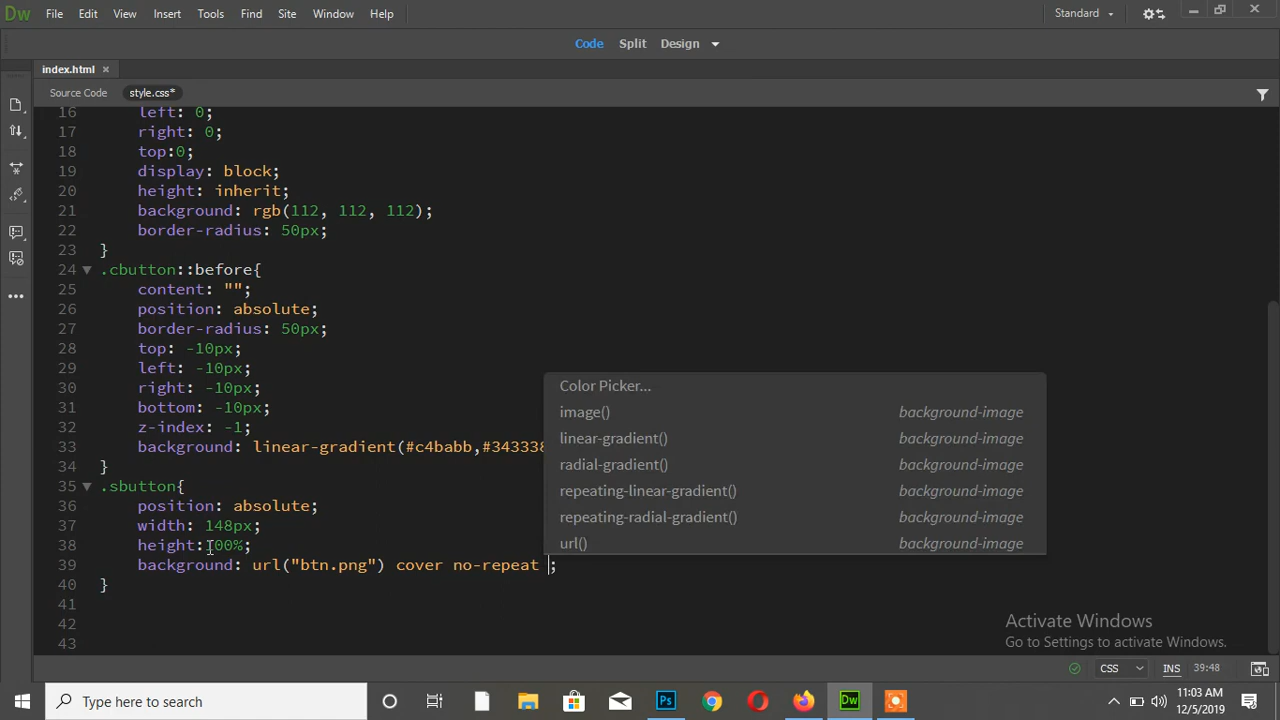 Dw File Edit View Insert Tools Find Site Window Help Standard
Code Split Design
index.html ×
Source Code style.css*
16 left: 0;
17 right: 0;
18 top:0;
19 display: block;
20 height: inherit;
21 background: rgb(112, 112, 112);
22 border-radius: 50px;
23 }
24 .cbutton::before{
25 content: "";
26 position: absolute;
27 border-radius: 50px;
28 top: -10px;
29 left: -10px;
30 right: -10px;
31 bottom: -10px;
32 z-index: -1;
33 background: linear-gradient(#c4babb,#343338
34 }
35 .sbutton{
36 position: absolute;
37 width: 148px;
38 height:100%;
39 background: url("btn.png") cover no-repeat ;
40 }
41
42
43
Color Picker...
image() background-image
linear-gradient() background-image
radial-gradient() background-image
repeating-linear-gradient() background-image
repeating-radial-gradient() background-image
url() background-image
Activate Windows
Go to Settings to activate Windows.
CSS INS 39:48
Type here to search
Ps
Dw
11:03 AM
12/5/2019